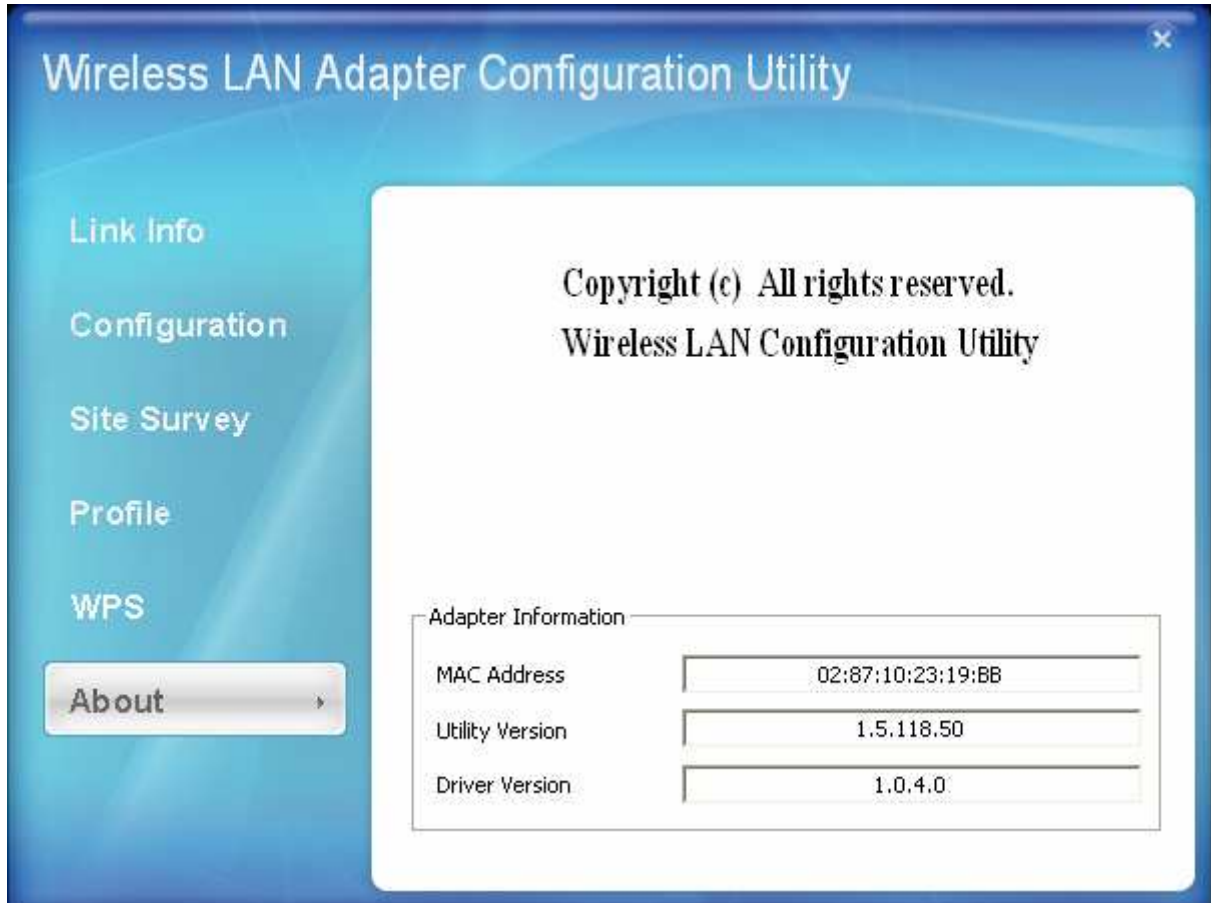 Wireless LAN Adapter Configuration Utility
Link Info
Configuration
Site Survey
Profile
WPS
About
Copyright (c) All rights reserved.
Wireless LAN Configuration Utility
Adapter Information
MAC Address 02:87:10:23:19:BB
Utility Version 1.5.118.50
Driver Version 1.0.4.0